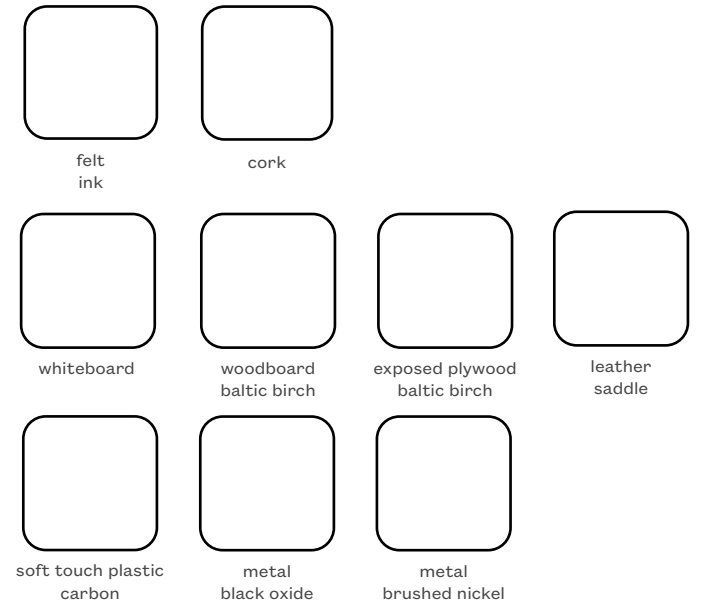 felt
ink
cork
whiteboard
woodboard
baltic birch
exposed plywood
baltic birch
leather
saddle
soft touch plastic
carbon
metal
black oxide
metal
brushed nickel